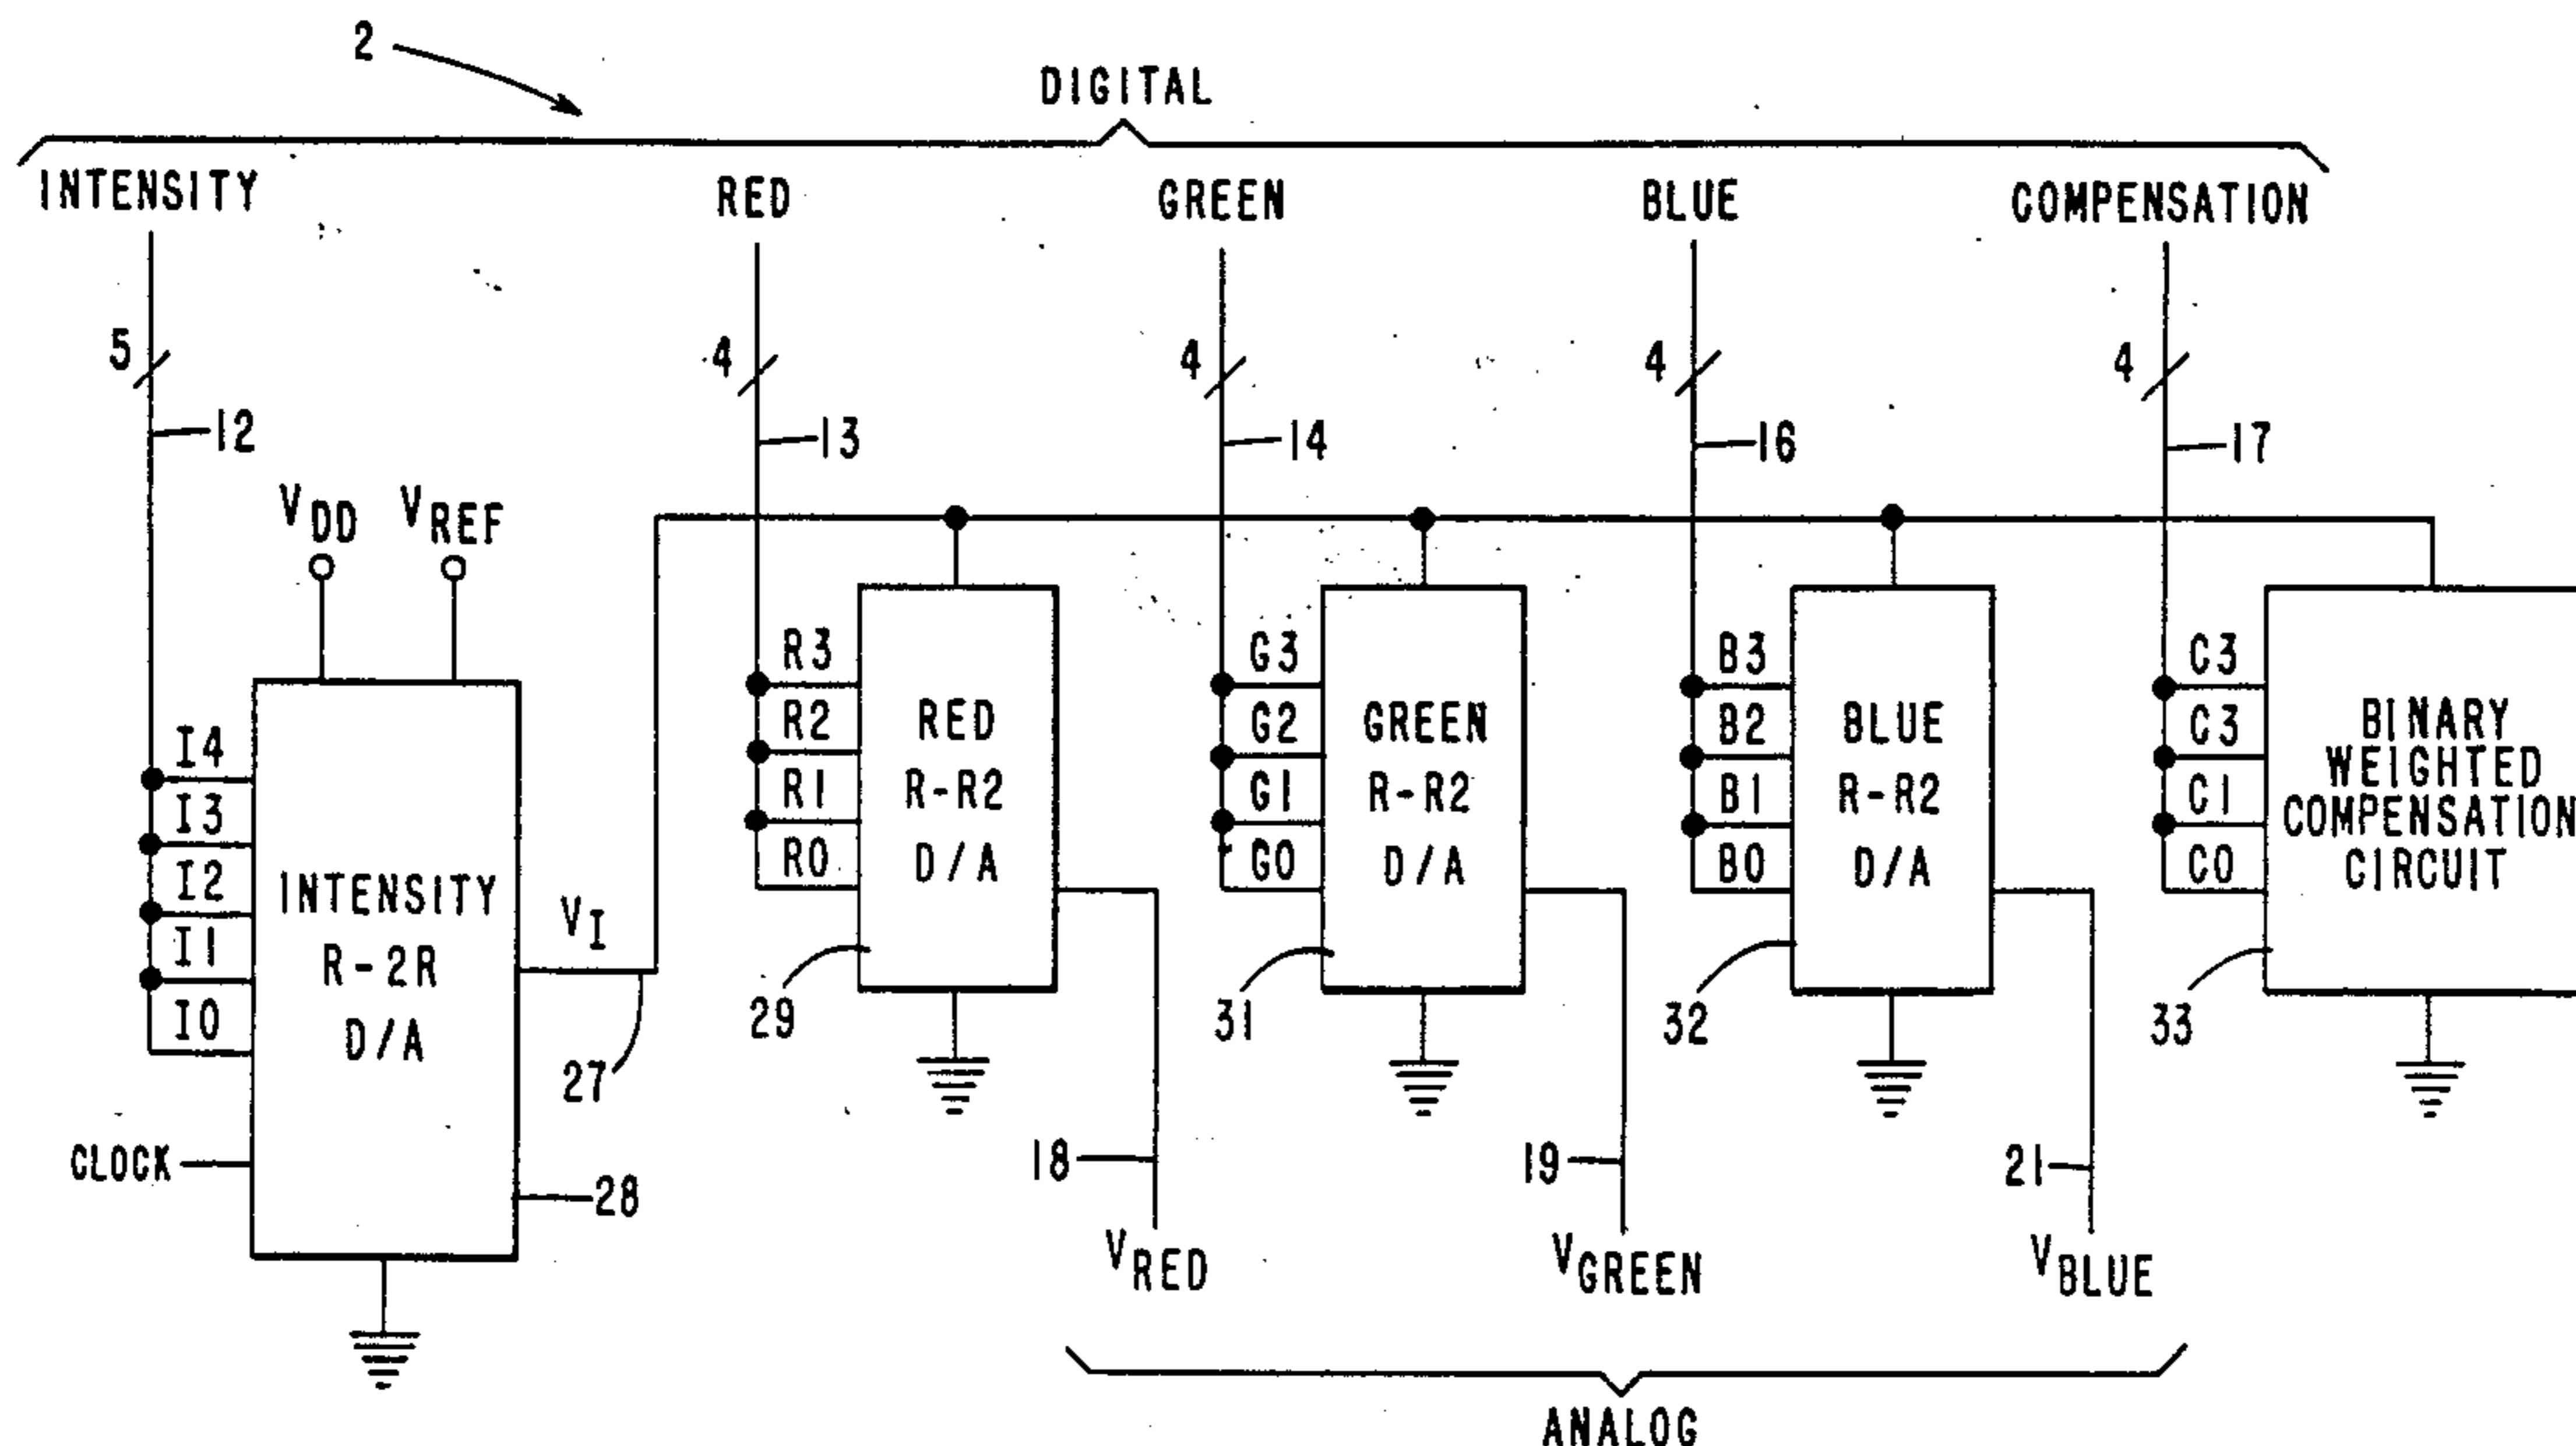 2
DIGITAL
INTENSITY
RED
GREEN
BLUE
COMPENSATION
5
4
4
4
4
12
13
14
16
17
VDD
VREF
I4
I3
I2
I1
I0
INTENSITY
R-2R
D/A
CLOCK
28
VI
27
R3
R2
R1
R0
RED
R-R2
D/A
29
G3
G2
G1
G0
GREEN
R-R2
D/A
31
B3
B2
B1
B0
BLUE
R-R2
D/A
32
C3
C3
C1
C0
BINARY
WEIGHTED
COMPENSATION
CIRCUIT
33
18
19
21
VRED
VGREEN
VBLUE
ANALOG